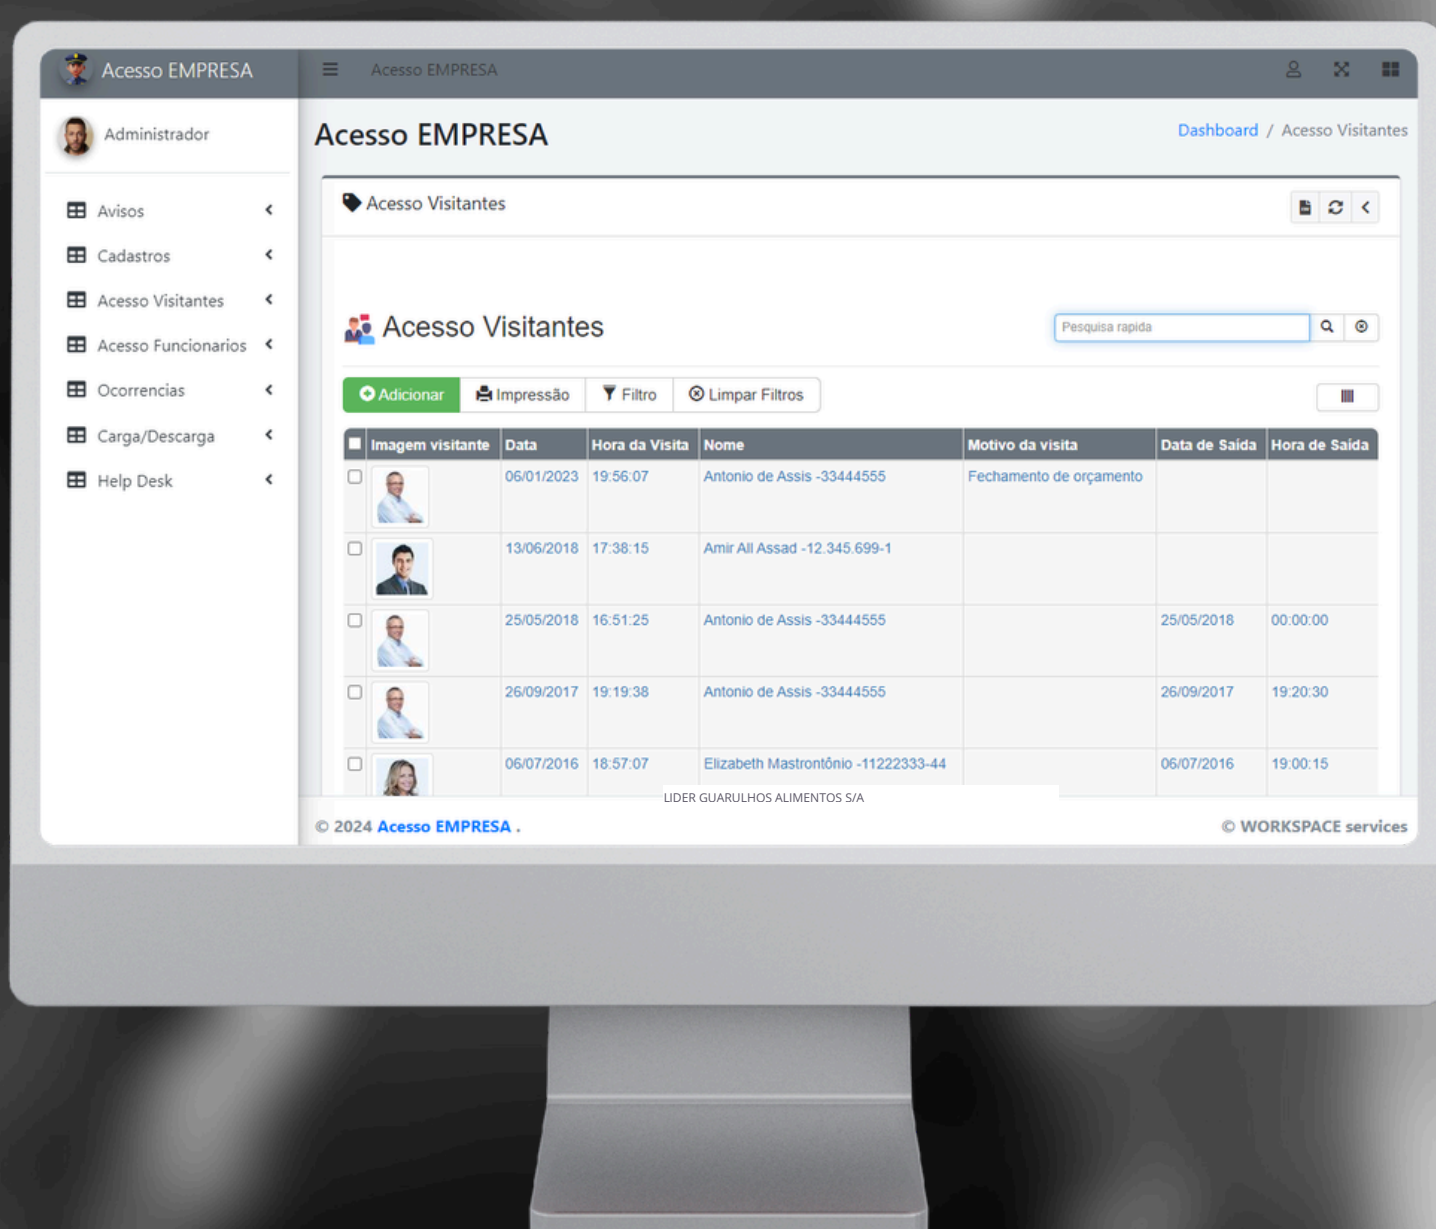 Acesso EMPRESA
Acesso EMPRESA
Administrador
Acesso EMPRESA
Dashboard / Acesso Visitantes
Avisos
Cadastros
Acesso Visitantes
Acesso Funcionarios
Ocorrencias
Carga/Descarga
Help Desk
Acesso Visitantes
Acesso Visitantes
Pesquisa rapida
Adicionar Impressão Filtro Limpar Filtros
Imagem visitante Data Hora da Visita Nome Motivo da visita Data de Saída Hora de Saída
06/01/2023 19:56:07 Antonio de Assis -33444555 Fechamento de orçamento
13/06/2018 17:38:15 Amir All Assad -12.345.699-1
25/05/2018 16:51:25 Antonio de Assis -33444555 25/05/2018 00:00:00
26/09/2017 19:19:38 Antonio de Assis -33444555 26/09/2017 19:20:30
06/07/2016 18:57:07 Elizabeth Mastrontônio -11222333-44 06/07/2016 19:00:15
LIDER GUARULHOS ALIMENTOS S/A
© 2024 Acesso EMPRESA .
© WORKSPACE services